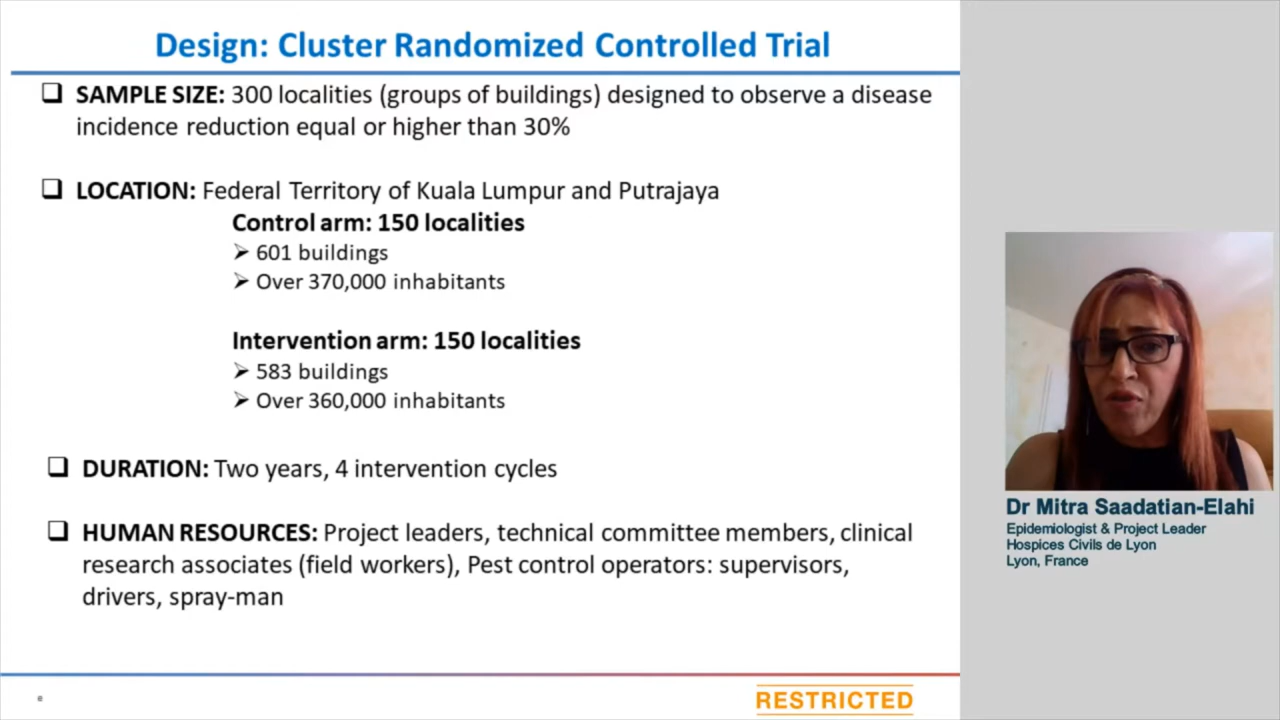 Design: Cluster Randomized Controlled Trial
❑ SAMPLE SIZE: 300 localities (groups of buildings) designed to observe a disease
incidence reduction equal or higher than 30%
❑ LOCATION: Federal Territory of Kuala Lumpur and Putrajaya
Control arm: 150 localities
➢ 601 buildings
➢ Over 370,000 inhabitants
Intervention arm: 150 localities
➢ 583 buildings
➢ Over 360,000 inhabitants
❑ DURATION: Two years, 4 intervention cycles
❑ HUMAN RESOURCES: Project leaders, technical committee members, clinical
research associates (field workers), Pest control operators: supervisors,
drivers, spray-man
RESTRICTED
Dr Mitra Saadatian-Elahi
Epidemiologist & Project Leader
Hospices Civils de Lyon
Lyon, France